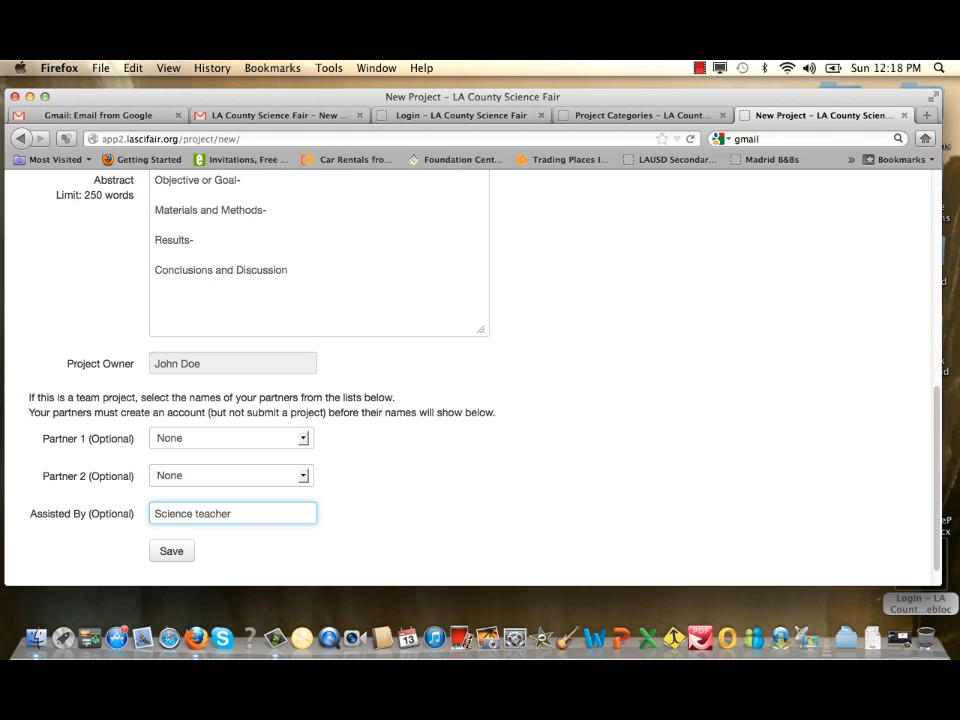 Firefox File Edit View History Bookmarks Tools Window Help Sun 12:18 PM
New Project – LA County Science Fair
Gmail: Email from Google
LA County Science Fair – New ...
Login – LA County Science Fair
Project Categories – LA Count...
New Project – LA County Scien...
app2.lascifair.org/project/new/
gmail
Most Visited Getting Started Invitations, Free ... Car Rentals fro... Foundation Cent... Trading Places I... LAUSD Secondar... Madrid B&Bs » Bookmarks
Abstract
Limit: 250 words
Objective or Goal-
Materials and Methods-
Results-
Conclusions and Discussion
Project Owner John Doe
If this is a team project, select the names of your partners from the lists below.
Your partners must create an account (but not submit a project) before their names will show below.
Partner 1 (Optional) None
Partner 2 (Optional) None
Assisted By (Optional) Science teacher
Save
Login – LA
Count...ebloc